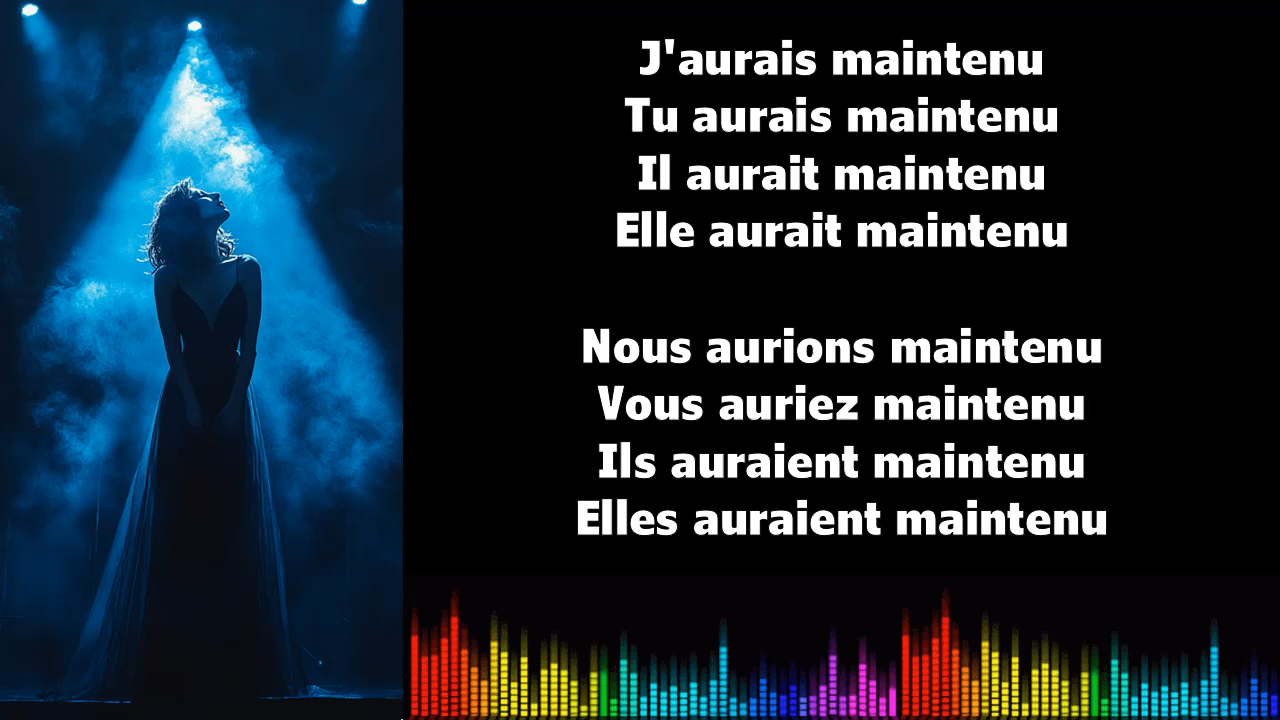 J'aurais maintenu
Tu aurais maintenu
Il aurait maintenu
Elle aurait maintenu
Nous aurions maintenu
Vous auriez maintenu
Ils auraient maintenu
Elles auraient maintenu